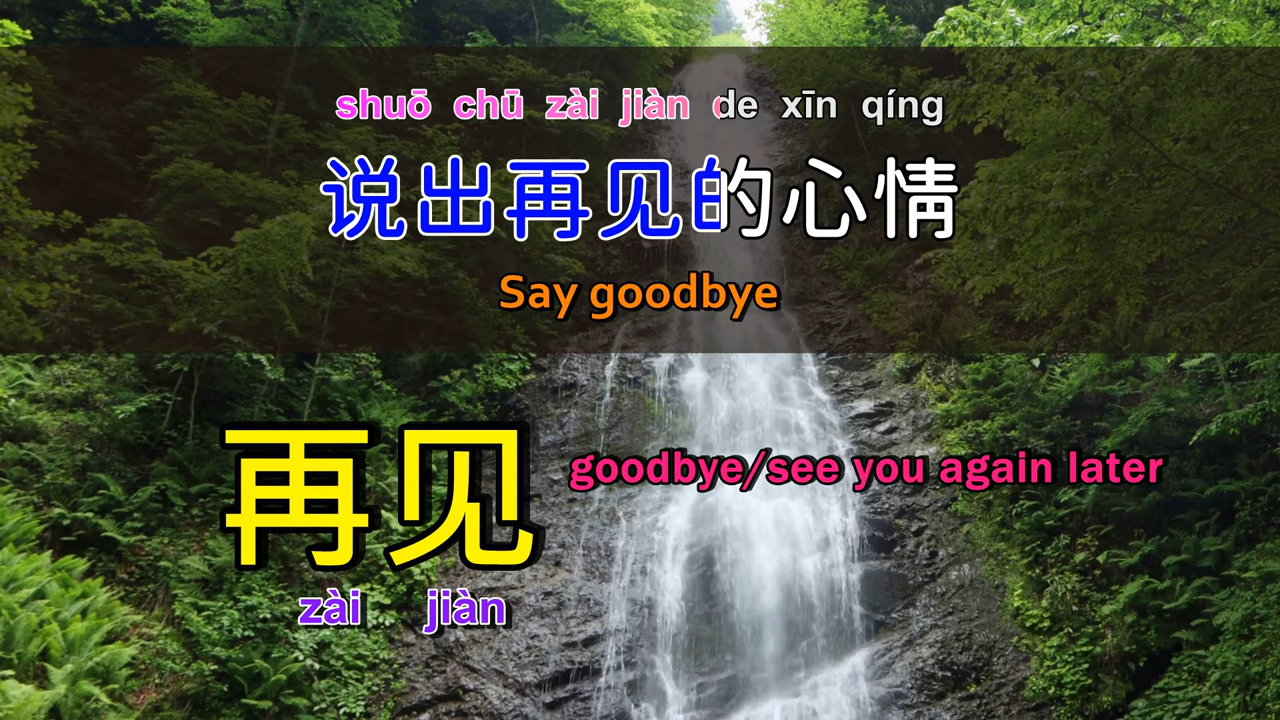 shuō chū zài jiàn de xīn qíng
说出再见的心情
Say goodbye
再见
goodbye/see you again later
zài jiàn